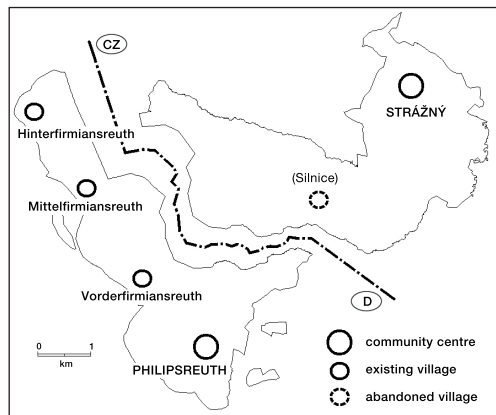 CZ
STRÁŽNÝ
Hinterfirmiansreuth
(Silnice)
Mittelfirmiansreuth
Vorderfirmiansreuth
D
0 1
km
PHILIPSREUTH
community centre
existing village
abandoned village